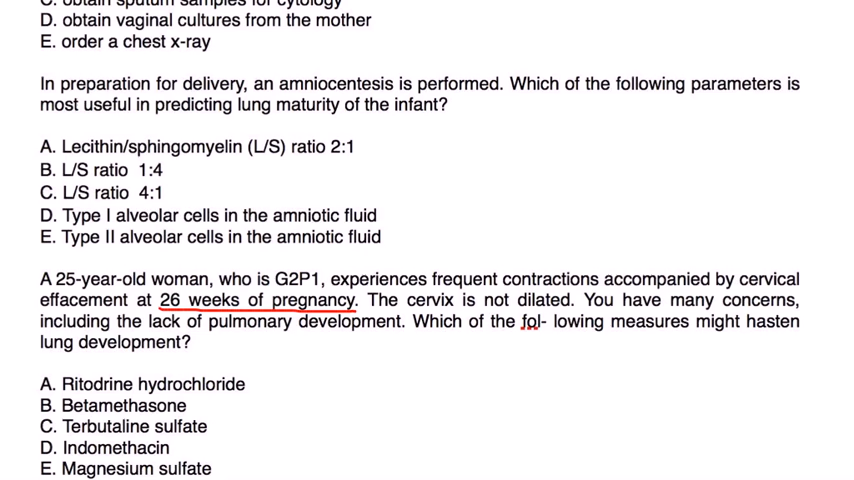 C. obtain sputum samples for cytology
D. obtain vaginal cultures from the mother
E. order a chest x-ray
In preparation for delivery, an amniocentesis is performed. Which of the following parameters is
most useful in predicting lung maturity of the infant?
A. Lecithin/sphingomyelin (L/S) ratio 2:1
B. L/S ratio 1:4
C. L/S ratio 4:1
D. Type I alveolar cells in the amniotic fluid
E. Type II alveolar cells in the amniotic fluid
A 25-year-old woman, who is G2P1, experiences frequent contractions accompanied by cervical
effacement at 26 weeks of pregnancy. The cervix is not dilated. You have many concerns,
including the lack of pulmonary development. Which of the fol- lowing measures might hasten
lung development?
A. Ritodrine hydrochloride
B. Betamethasone
C. Terbutaline sulfate
D. Indomethacin
E. Magnesium sulfate